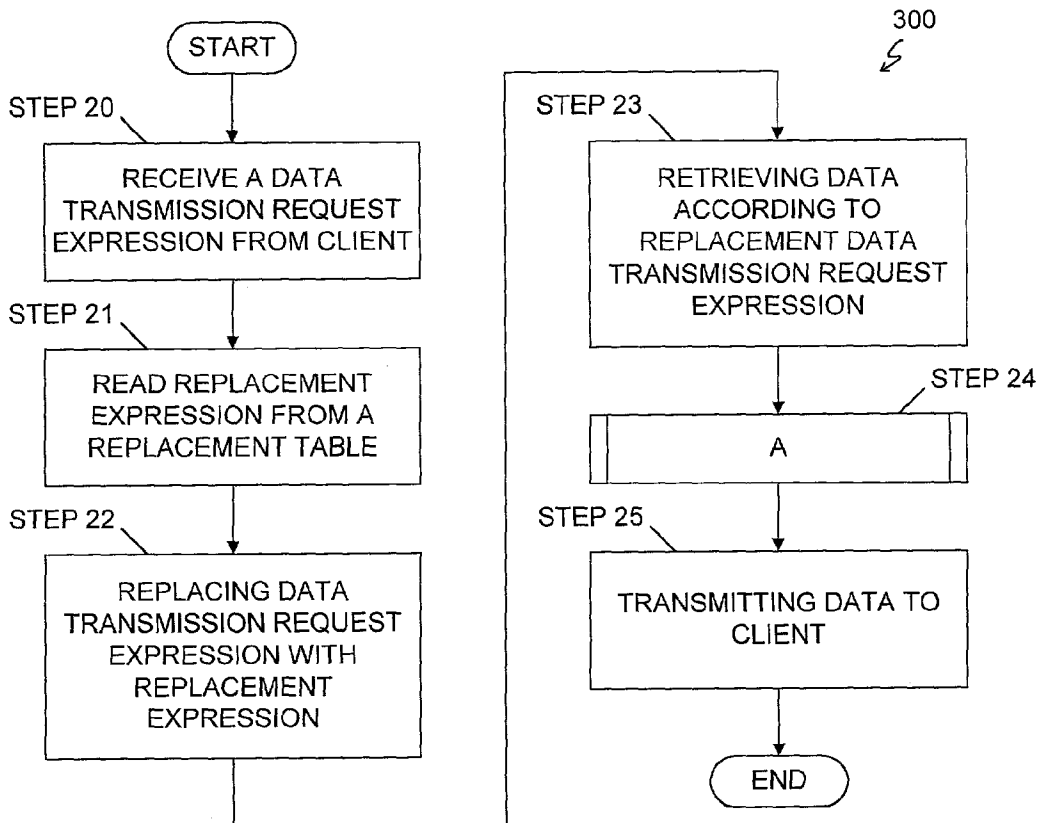 START
STEP 20
RECEIVE A DATA
TRANSMISSION REQUEST
EXPRESSION FROM CLIENT
STEP 21
READ REPLACEMENT
EXPRESSION FROM A
REPLACEMENT TABLE
STEP 22
REPLACING DATA
TRANSMISSION REQUEST
EXPRESSION WITH
REPLACEMENT
EXPRESSION
300
STEP 23
RETRIEVING DATA
ACCORDING TO
REPLACEMENT DATA
TRANSMISSION REQUEST
EXPRESSION
STEP 24
A
STEP 25
TRANSMITTING DATA TO
CLIENT
END